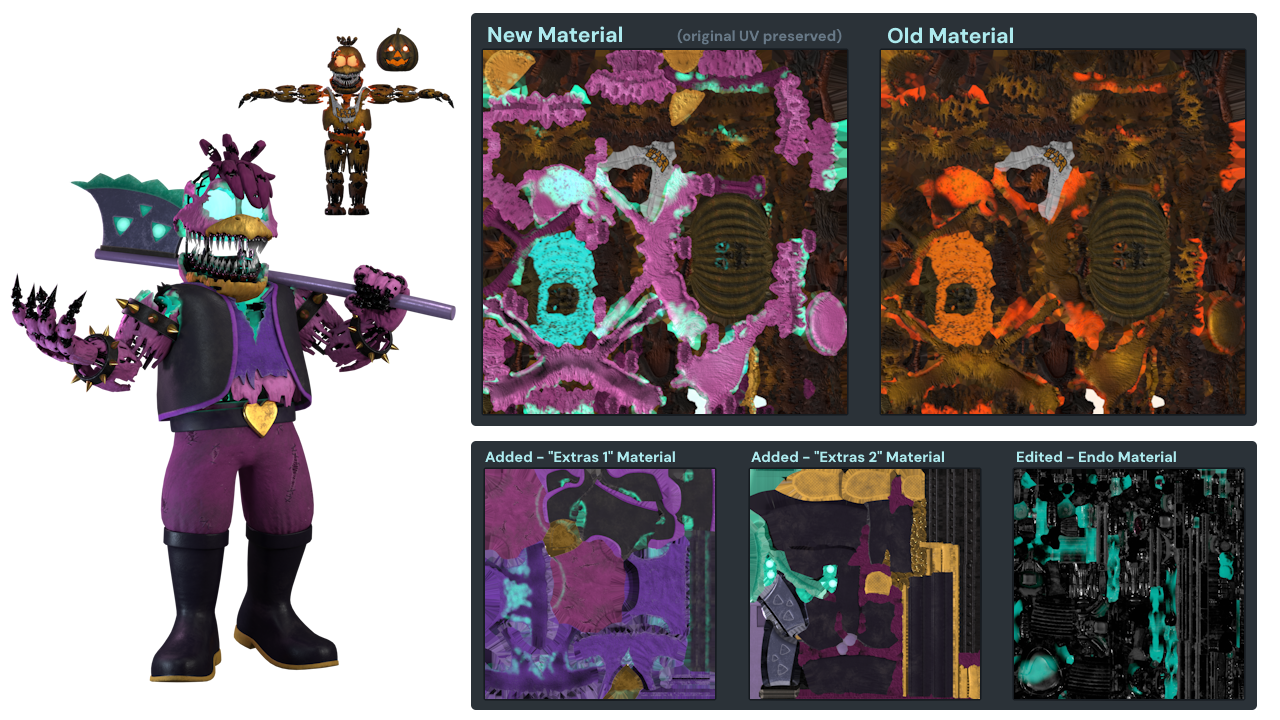 New Material
(original UV preserved)
Old Material
Added - "Extras 1" Material
Added - "Extras 2" Material
Edited - Endo Material